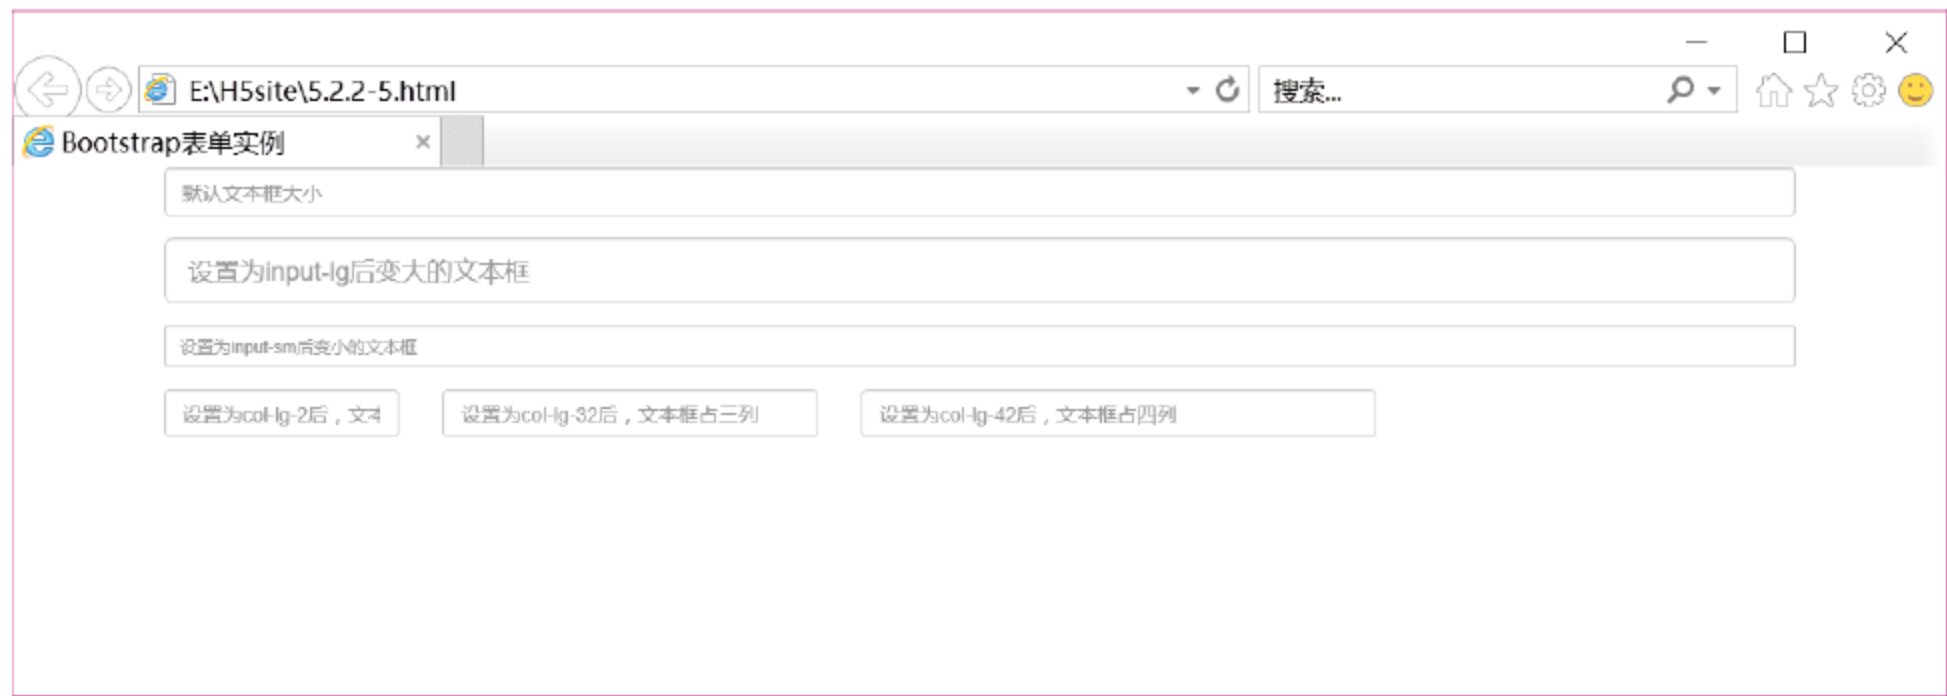 E:\H5site\5.2.2-5.html 搜索...
Bootstrap表单实例
默认文本框大小
设置为input-lg后变大的文本框
设置为input-sm后变小的文本框
设置为col-lg-2后，文本 设置为col-lg-32后，文本框占三列 设置为col-lg-42后，文本框占四列